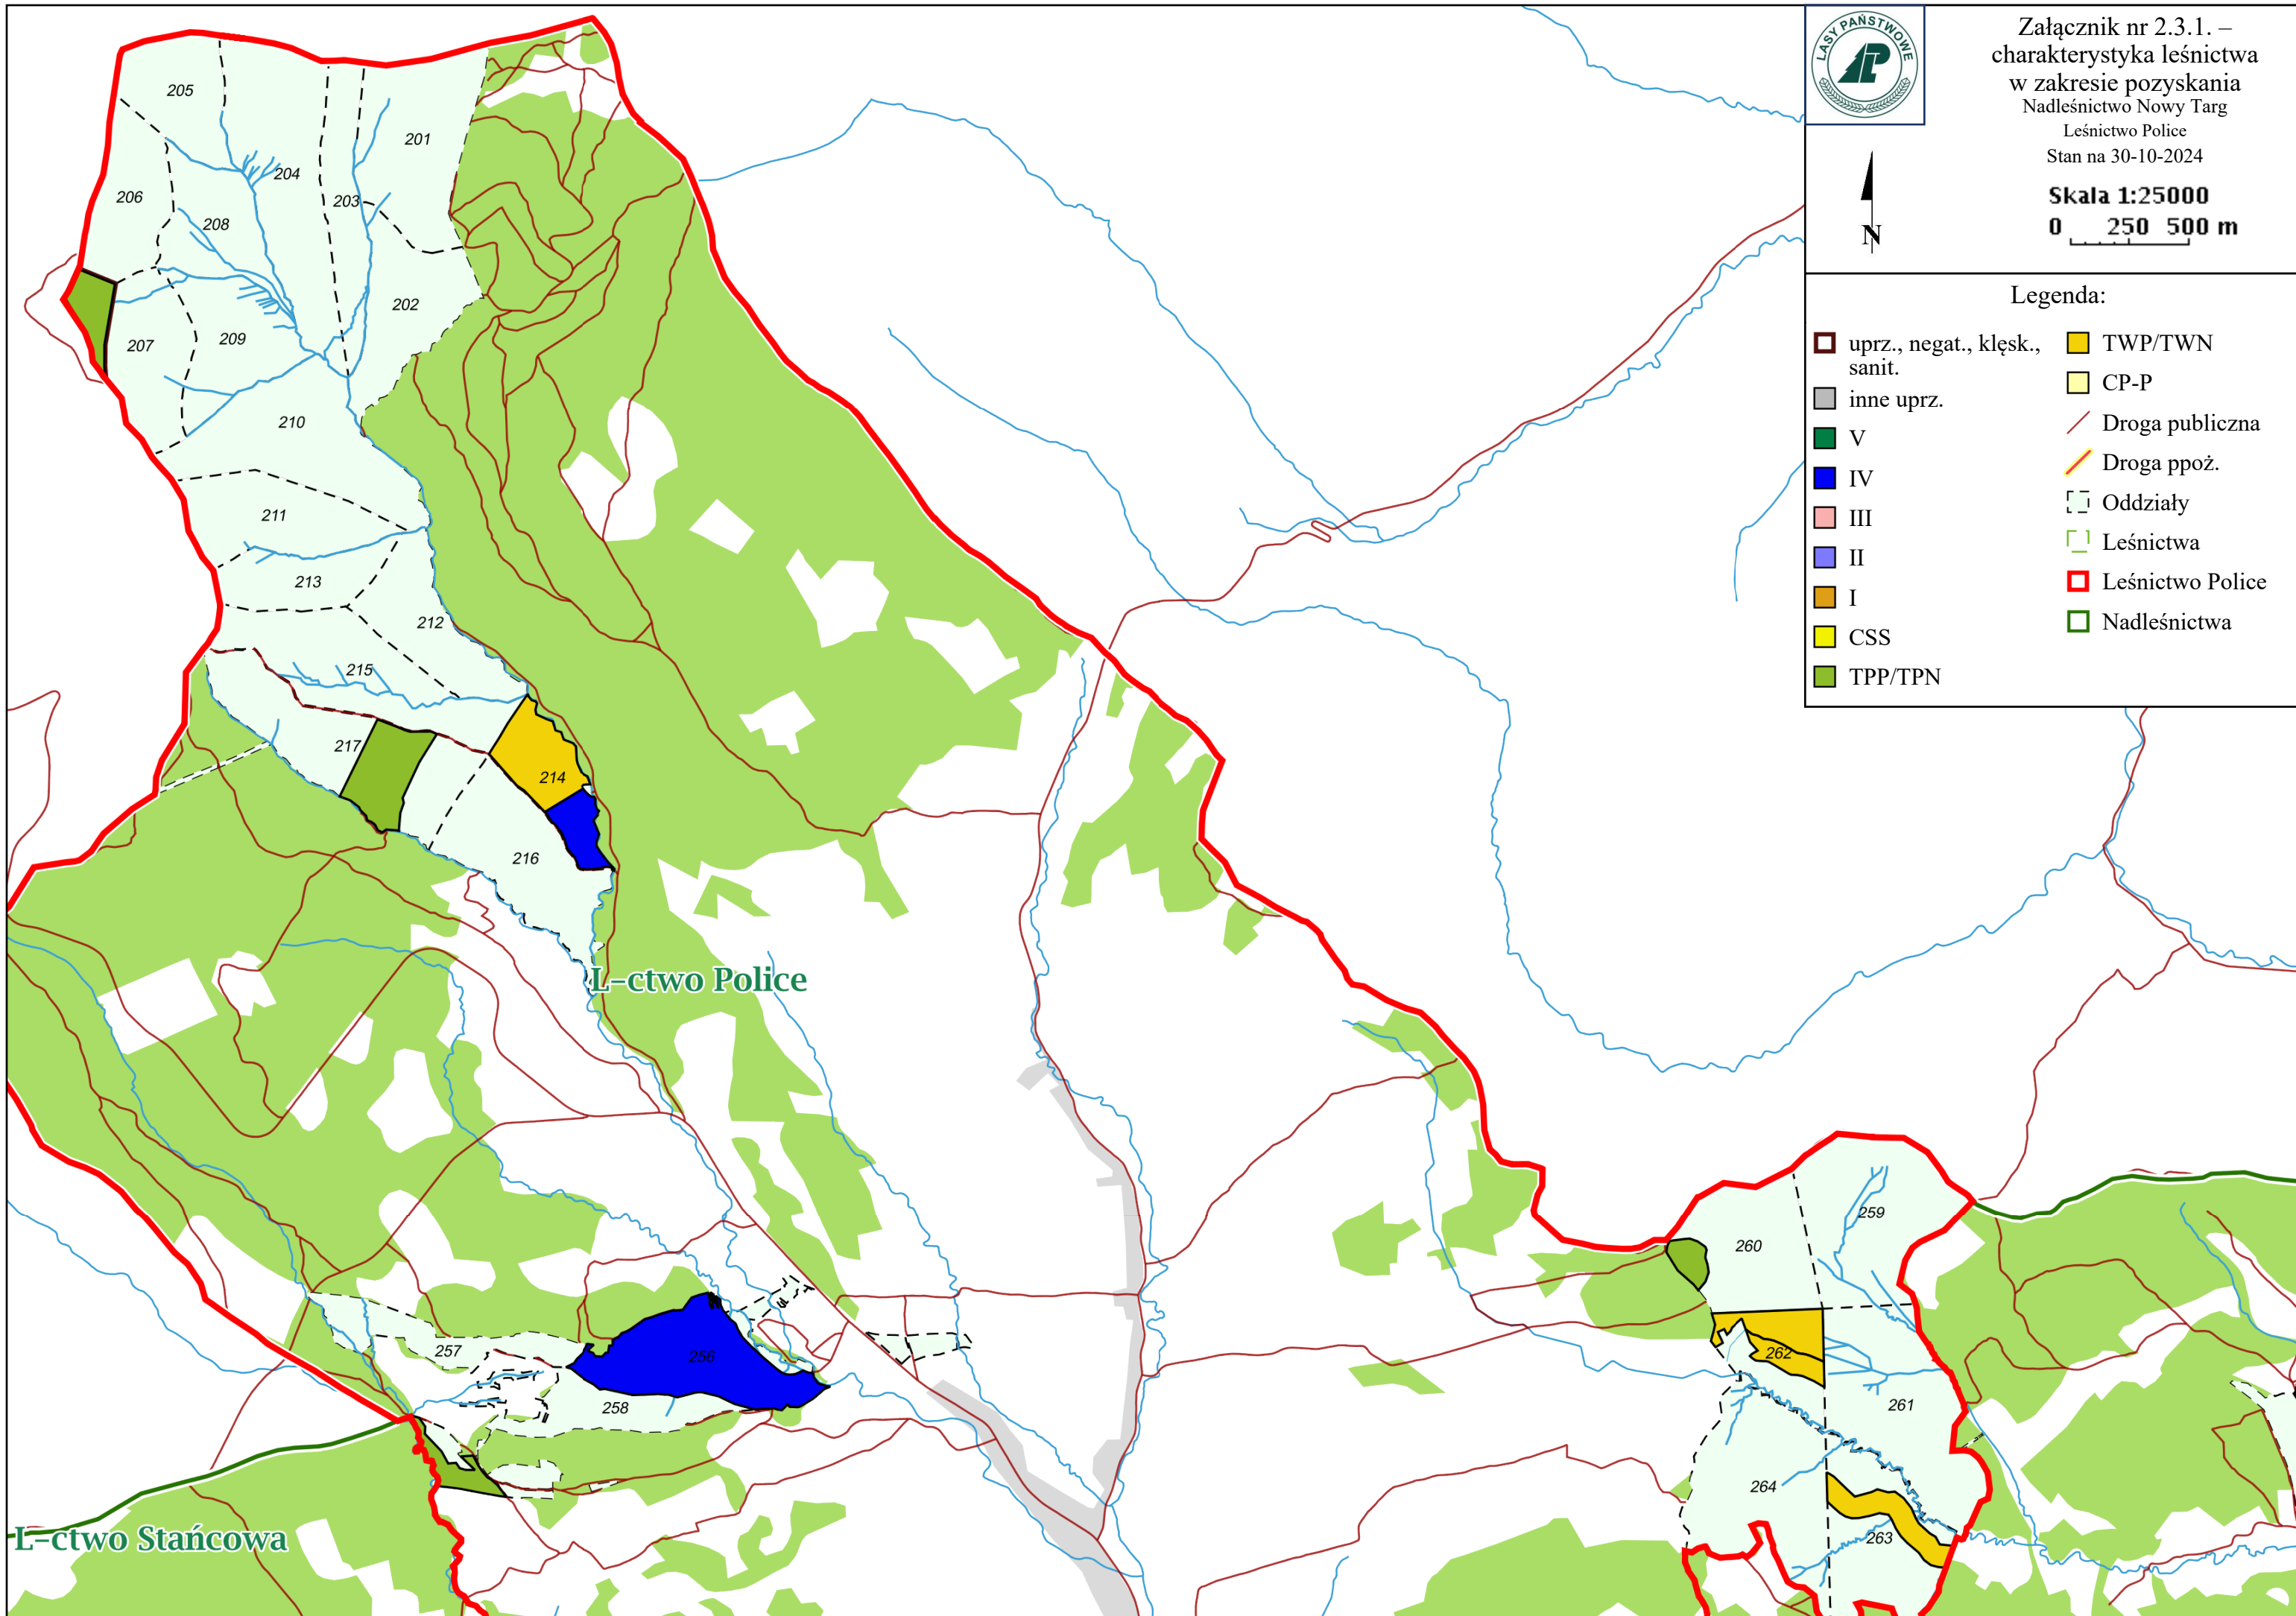 LASY PAŃSTWOWE
Załącznik nr 2.3.1. –
charakterystyka leśnictwa
w zakresie pozyskania
Nadleśnictwo Nowy Targ
Leśnictwo Police
Stan na 30-10-2024
N
Skala 1:25000
0 250 500 m
Legenda:
uprz., negat., klęsk.,
sanit.
inne uprz.
V
IV
III
II
I
CSS
TPP/TPN
TWP/TWN
CP-P
Droga publiczna
Droga ppoż.
Oddziały
Leśnictwa
Leśnictwo Police
Nadleśnictwa
205
201
204
206
203
208
202
209
207
210
211
213
212
215
217
214
216
L-ctwo Police
259
260
257
256
262
258
261
264
263
L-ctwo Stańcowa